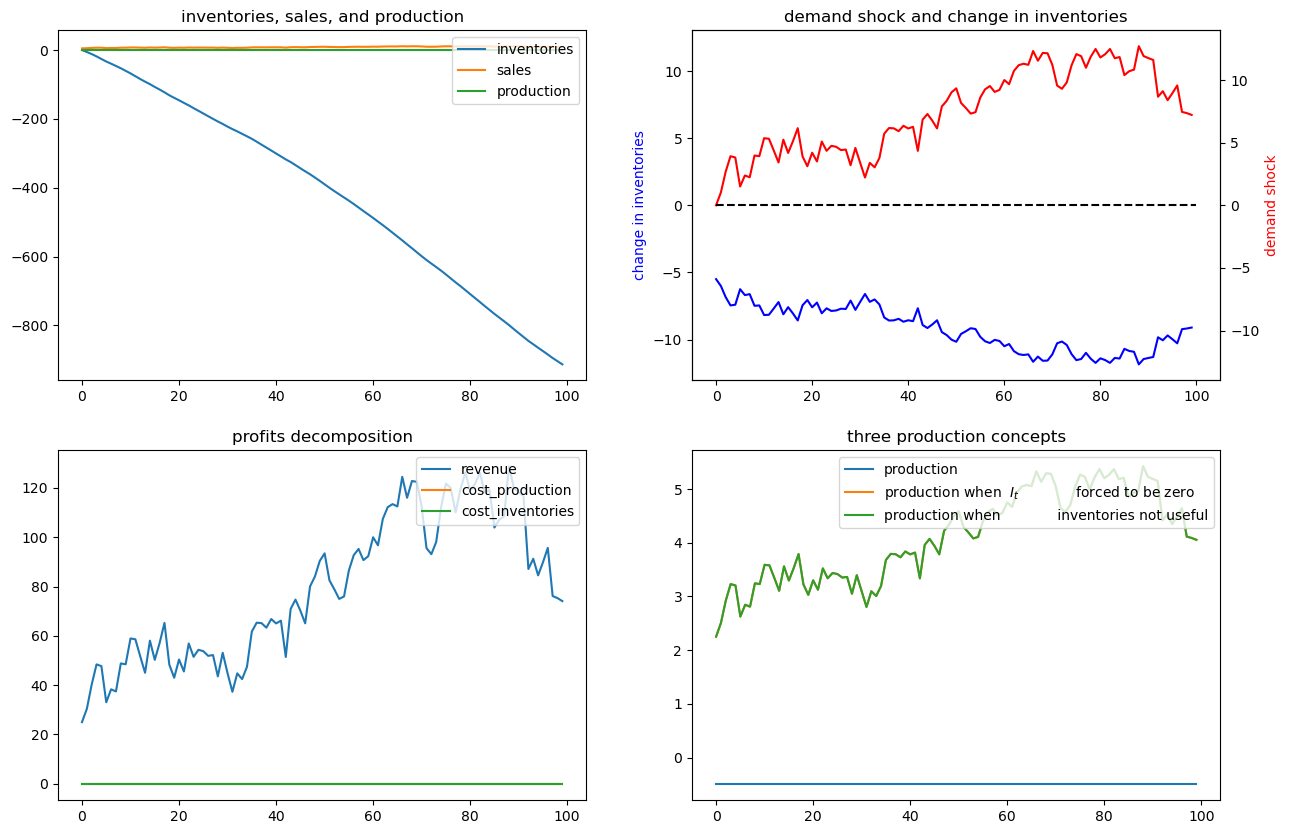 inventories, sales, and production
0
−200
−400
−600
−800
0 20 40 60 80 100
inventories
sales
production
demand shock and change in inventories
change in inventories
10
5
0
−5
−10
0 20 40 60 80 100
10
5
0
−5
−10
demand shock
profits decomposition
120
100
80
60
40
20
0
0 20 40 60 80 100
revenue
cost_production
cost_inventories
three production concepts
5
4
3
2
1
0
0 20 40 60 80 100
production
production when I_t forced to be zero
production when inventories not useful